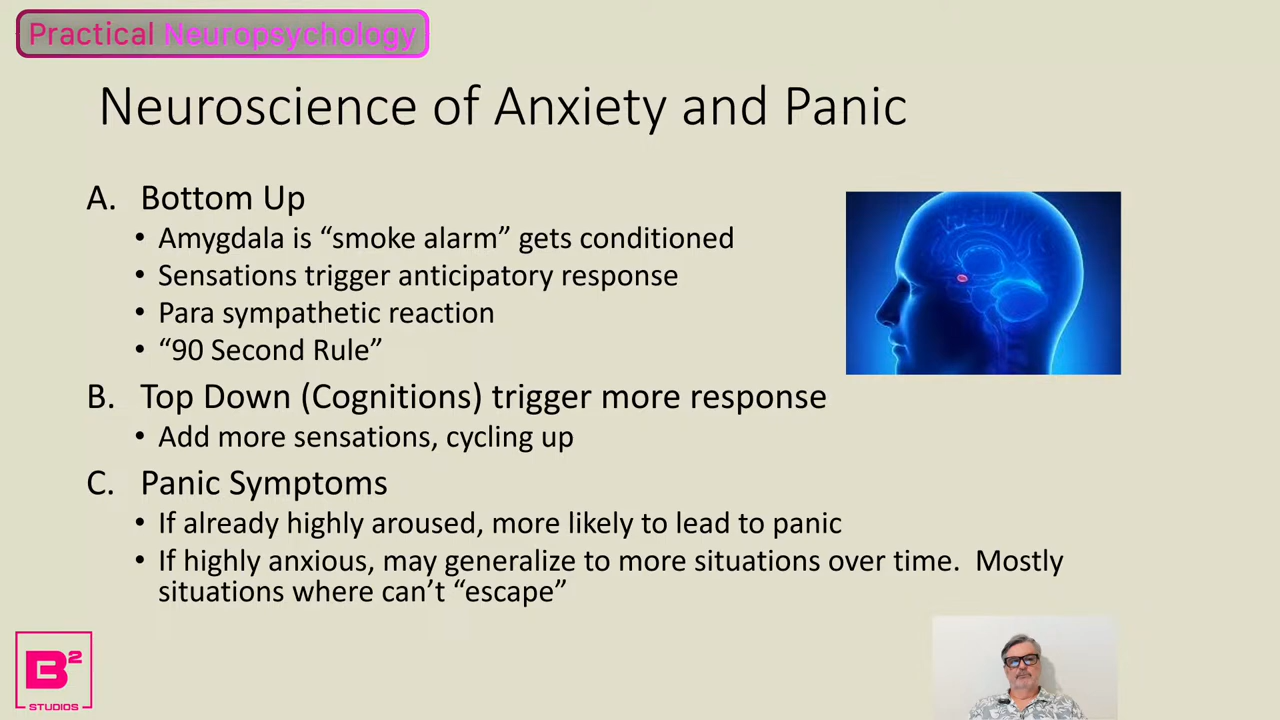 Practical Neuropsychology
Neuroscience of Anxiety and Panic
A. Bottom Up
• Amygdala is “smoke alarm” gets conditioned
• Sensations trigger anticipatory response
• Para sympathetic reaction
• “90 Second Rule”
B. Top Down (Cognitions) trigger more response
• Add more sensations, cycling up
C. Panic Symptoms
• If already highly aroused, more likely to lead to panic
• If highly anxious, may generalize to more situations over time.  Mostly
situations where can’t “escape”
B²
STUDIOS